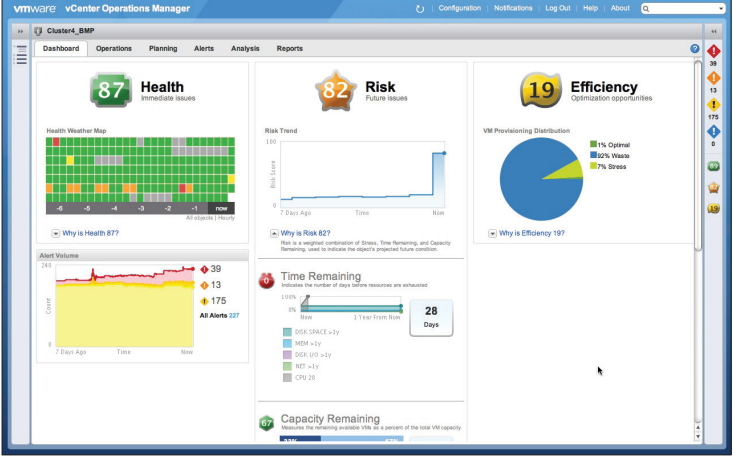 vmware vCenter Operations Manager
Configuration Notifications Log Out Help About
Cluster4_BMP
Dashboard Operations Planning Alerts Analysis Reports
87 Health
Immediate issues
Health Weather Map
-6 -5 -4 -3 -2 -1 now
All objects | Hourly
Why is Health 87?
Alert Volume
240
Count
0
7 Days Ago Time Now
39
13
175
All Alerts 227
82 Risk
Future issues
Risk Trend
100
Risk Score
0
7 Days Ago Time Now
Why is Risk 82?
Risk is a weighted combination of Stress, Time Remaining, and Capacity
Remaining, used to indicate the object's projected future condition.
0 Time Remaining
Indicates the number of days before resources are exhausted
100%
0%
Now 1 Year From Now
28
Days
DISK SPACE >1y
MEM >1y
DISK I/O >1y
NET >1y
CPU 28
67 Capacity Remaining
Measures the remaining available VMs as a percent of the total VM capacity
19 Efficiency
Optimization opportunities
VM Provisioning Distribution
1% Optimal
92% Waste
7% Stress
Why is Efficiency 19?
39
13
175
0
19